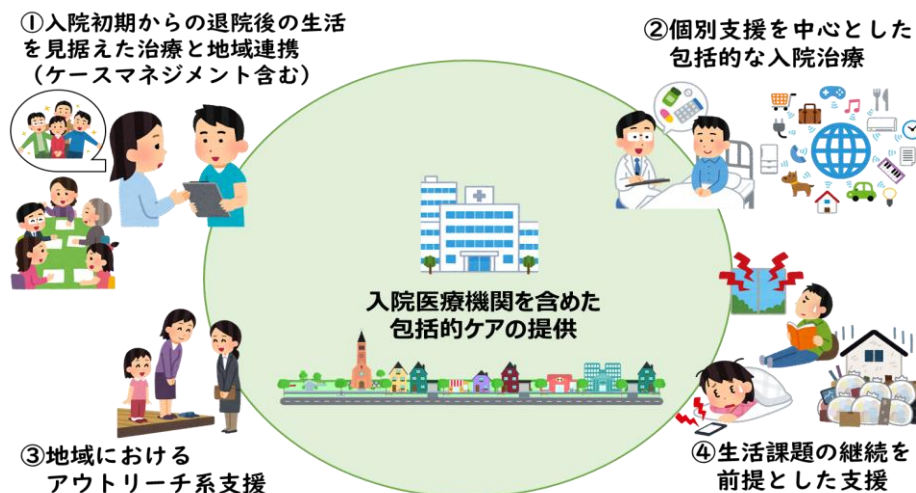 ①入院初期からの退院後の生活
を見据えた治療と地域連携
（ケースマネジメント含む）
②個別支援を中心とした
包括的な入院治療
入院医療機関を含めた
包括的ケアの提供
③地域における
アウトリーチ系支援
④生活課題の継続を
前提とした支援